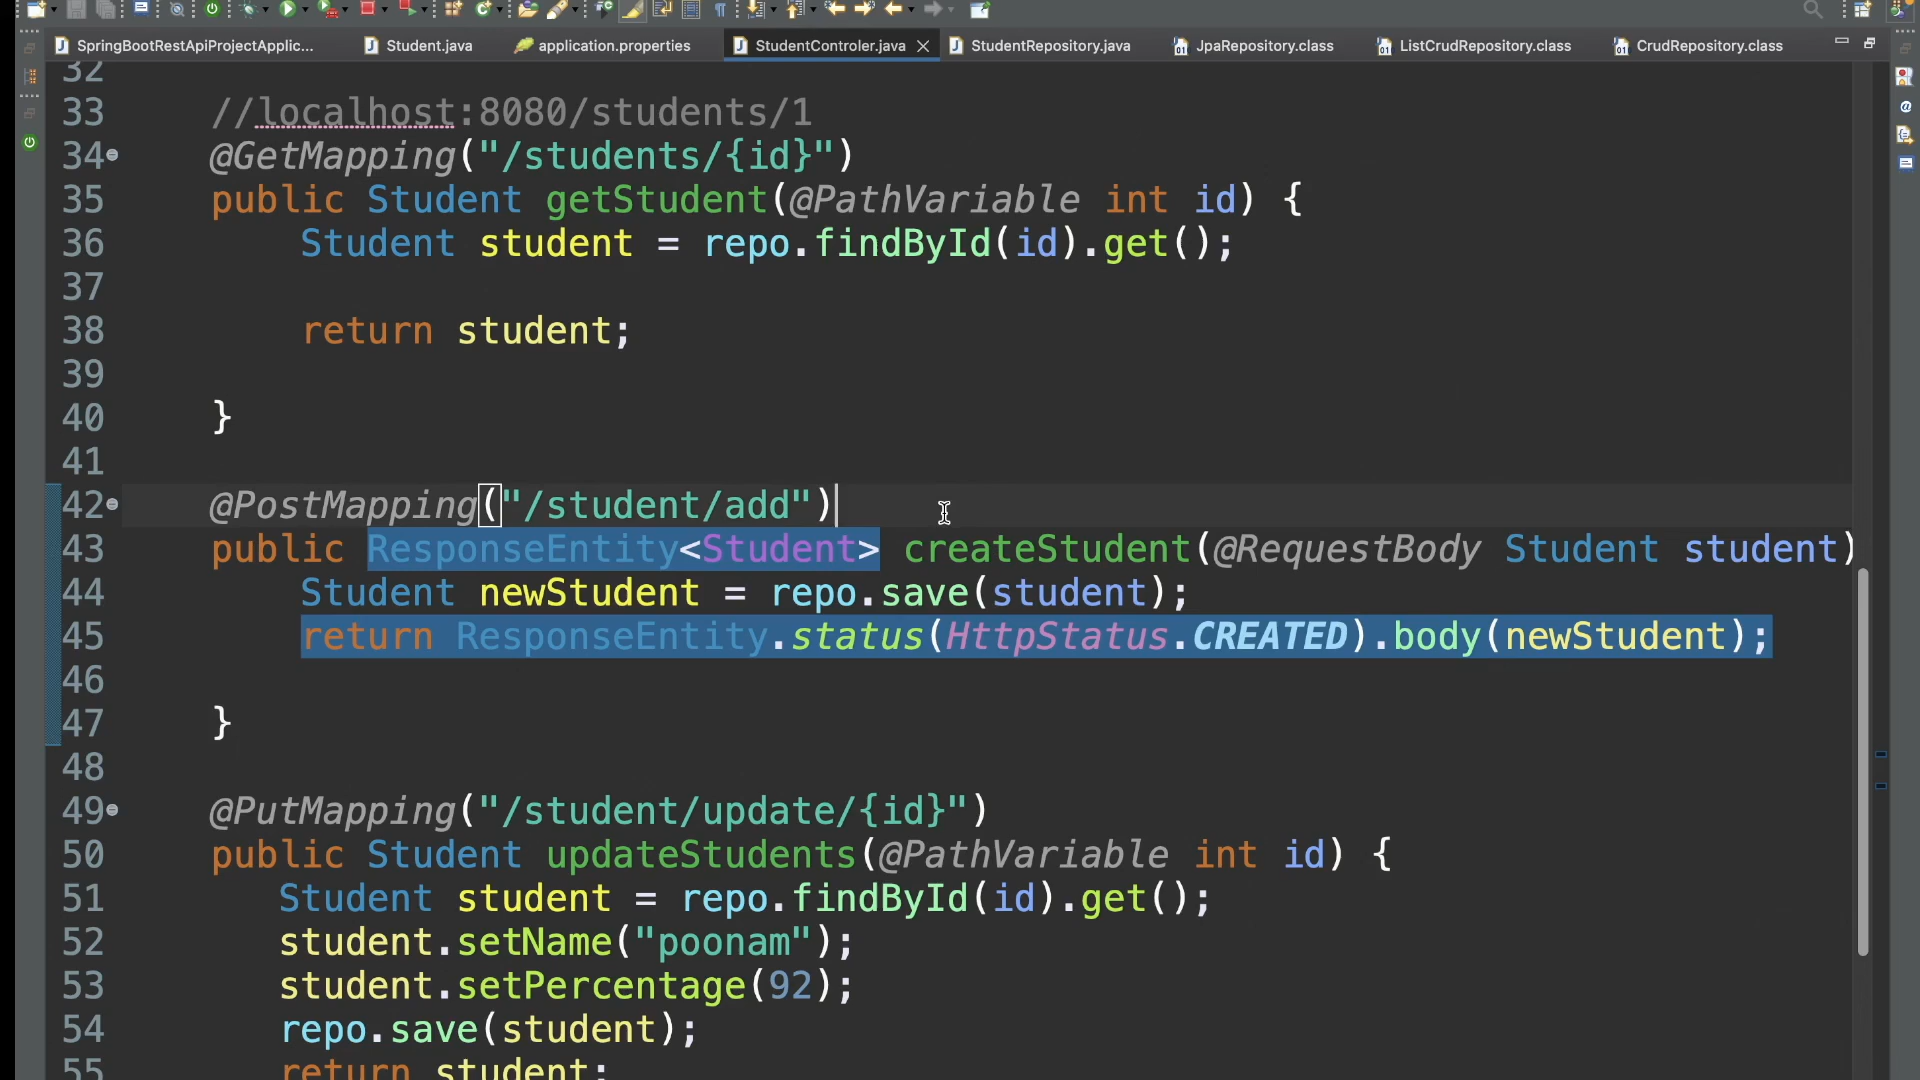 SpringBootRestApiProjectApplic... Student.java application.properties StudentControler.java StudentRepository.java JpaRepository.class ListCrudRepository.class CrudRepository.class
32
33 //localhost:8080/students/1
34 @GetMapping("/students/{id}")
35 public Student getStudent(@PathVariable int id) {
36 Student student = repo.findById(id).get();
37
38 return student;
39
40 }
41
42 @PostMapping("/student/add")
43 public ResponseEntity<Student> createStudent(@RequestBody Student student)
44 Student newStudent = repo.save(student);
45 return ResponseEntity.status(HttpStatus.CREATED).body(newStudent);
46
47 }
48
49 @PutMapping("/student/update/{id}")
50 public Student updateStudents(@PathVariable int id) {
51 Student student = repo.findById(id).get();
52 student.setName("poonam");
53 student.setPercentage(92);
54 repo.save(student);
55 return student;